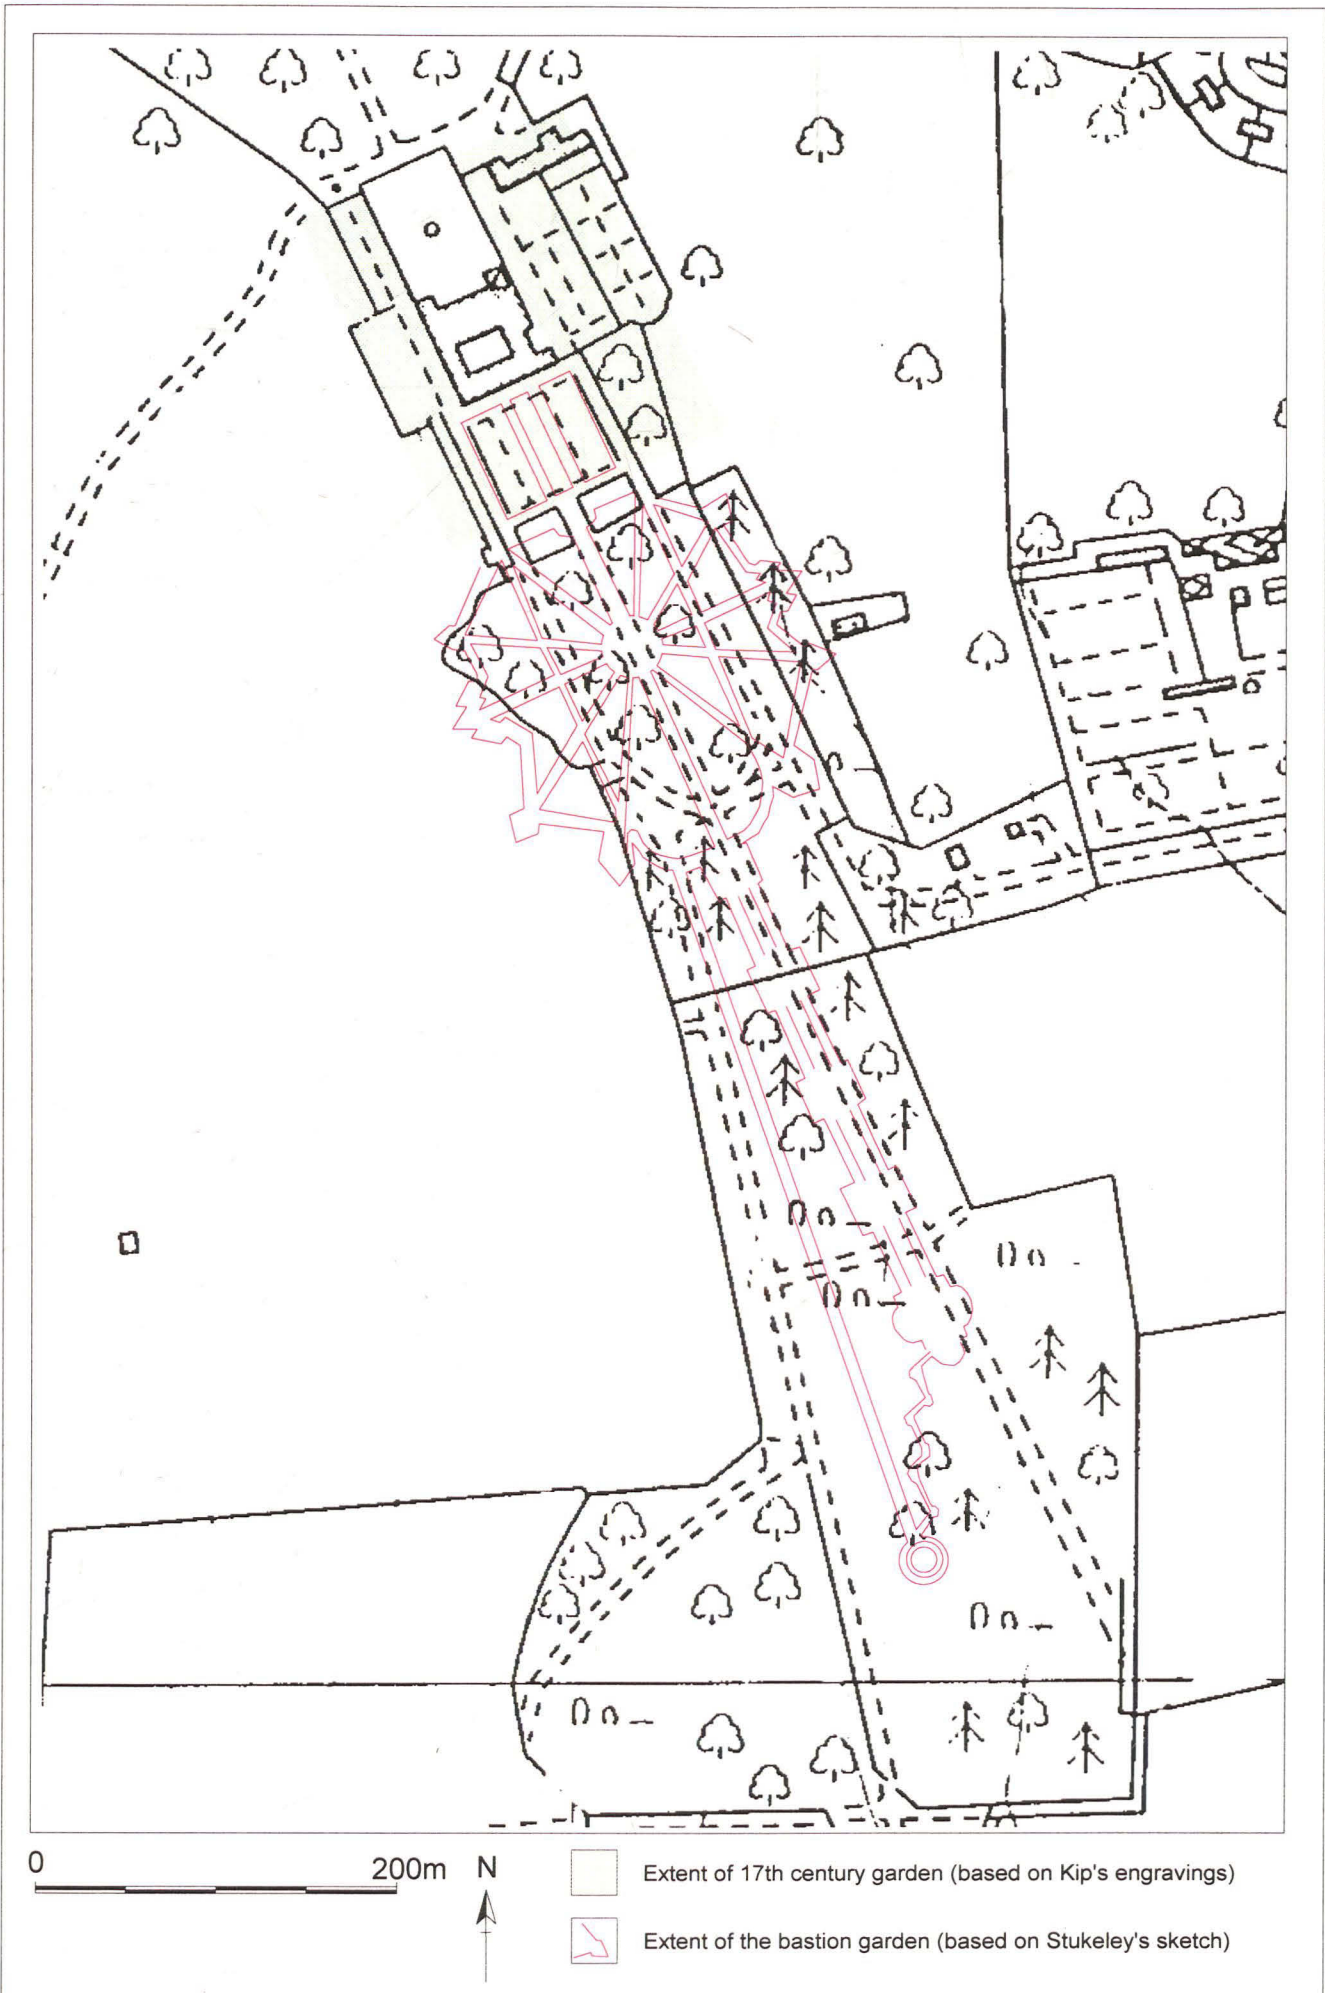 0 200m N
Extent of 17th century garden (based on Kip's engravings)
Extent of the bastion garden (based on Stukeley's sketch)